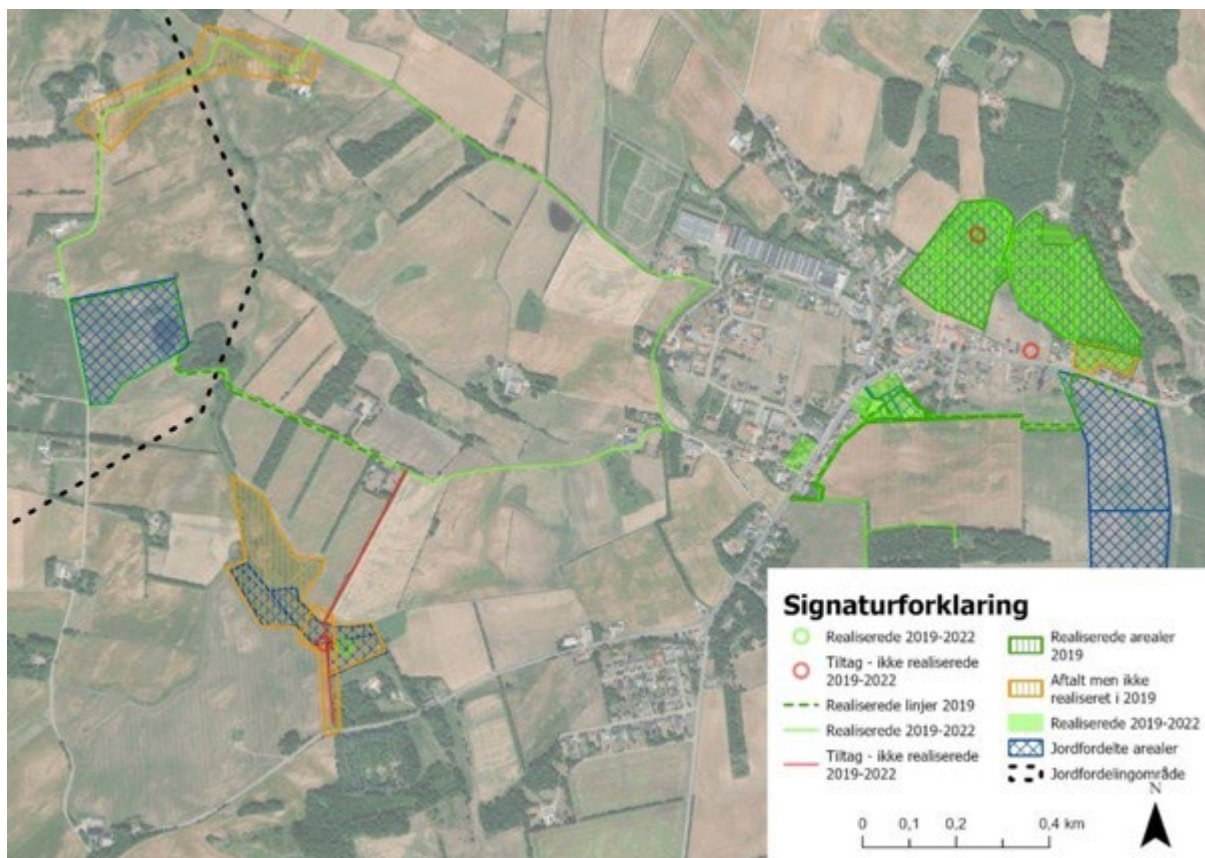 Signaturforklaring
Realiserede 2019-2022
Tiltag - ikke realiserede
2019-2022
Realiserede linjer 2019
Realiserede 2019-2022
Tiltag - ikke realiserede
2019-2022
Realiserede arealer
2019
Aftalt men ikke
realiseret i 2019
Realiserede 2019-2022
Jordfordelte arealer
Jordfordelingområde
N
0 0,1 0,2 0,4 km